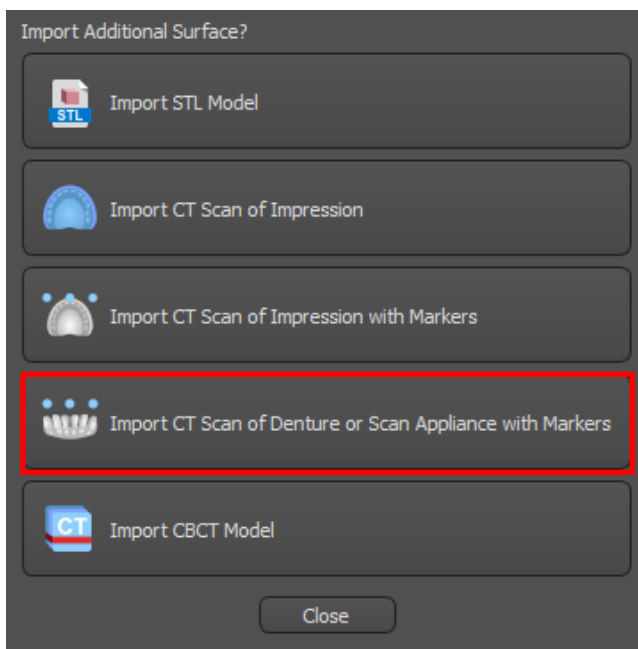 Import Additional Surface?
STL
Import STL Model
Import CT Scan of Impression
Import CT Scan of Impression with Markers
Import CT Scan of Denture or Scan Appliance with Markers
CT
Import CBCT Model
Close